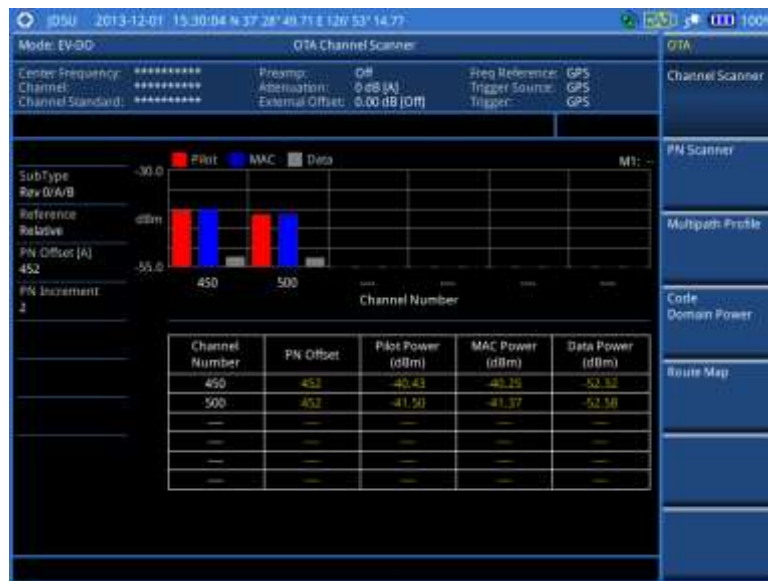 JDSU 2013-12-01 15:30:04 N 37 28' 49.71 E 126' 53" 14.77 100%
Mode: EV-DO OTA Channel Scanner OTA
Center Frequency: ********** Preamp: Off Freq Reference: GPS
Channel: ********** Attenuation: 0 dB [A] Trigger Source: GPS
Channel Standard: ********** External Offset: 0.00 dB [Off] Trigger: GPS
Channel Scanner
PN Scanner
Multipath Profile
Code
Domain Power
Route Map
SubType
Rev 0/A/B
Reference
Relative
PN Offset [A]
452
PN Increment
2
Pilot MAC Data M1: --
-30.0
dBm
-55.0
450 500 ---- ---- ---- ----
Channel Number
Channel Number PN Offset Pilot Power (dBm) MAC Power (dBm) Data Power (dBm)
450 452 -40.43 -40.25 -52.32
500 452 -41.50 -41.37 -52.58
---- ---- ---- ---- ----
---- ---- ---- ---- ----
---- ---- ---- ---- ----
---- ---- ---- ---- ----